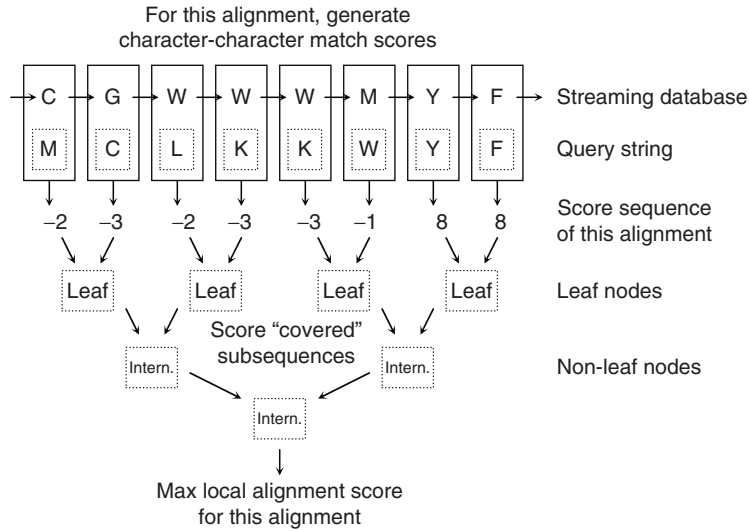 For this alignment, generate
character-character match scores
C G W W W M Y F Streaming database
M C L K K W Y F Query string
–2 –3 –2 –3 –3 –1 8 8 Score sequence
of this alignment
Leaf Leaf Leaf Leaf Leaf nodes
Score “covered”
subsequences
Intern. Intern. Non-leaf nodes
Intern.
Max local alignment score
for this alignment